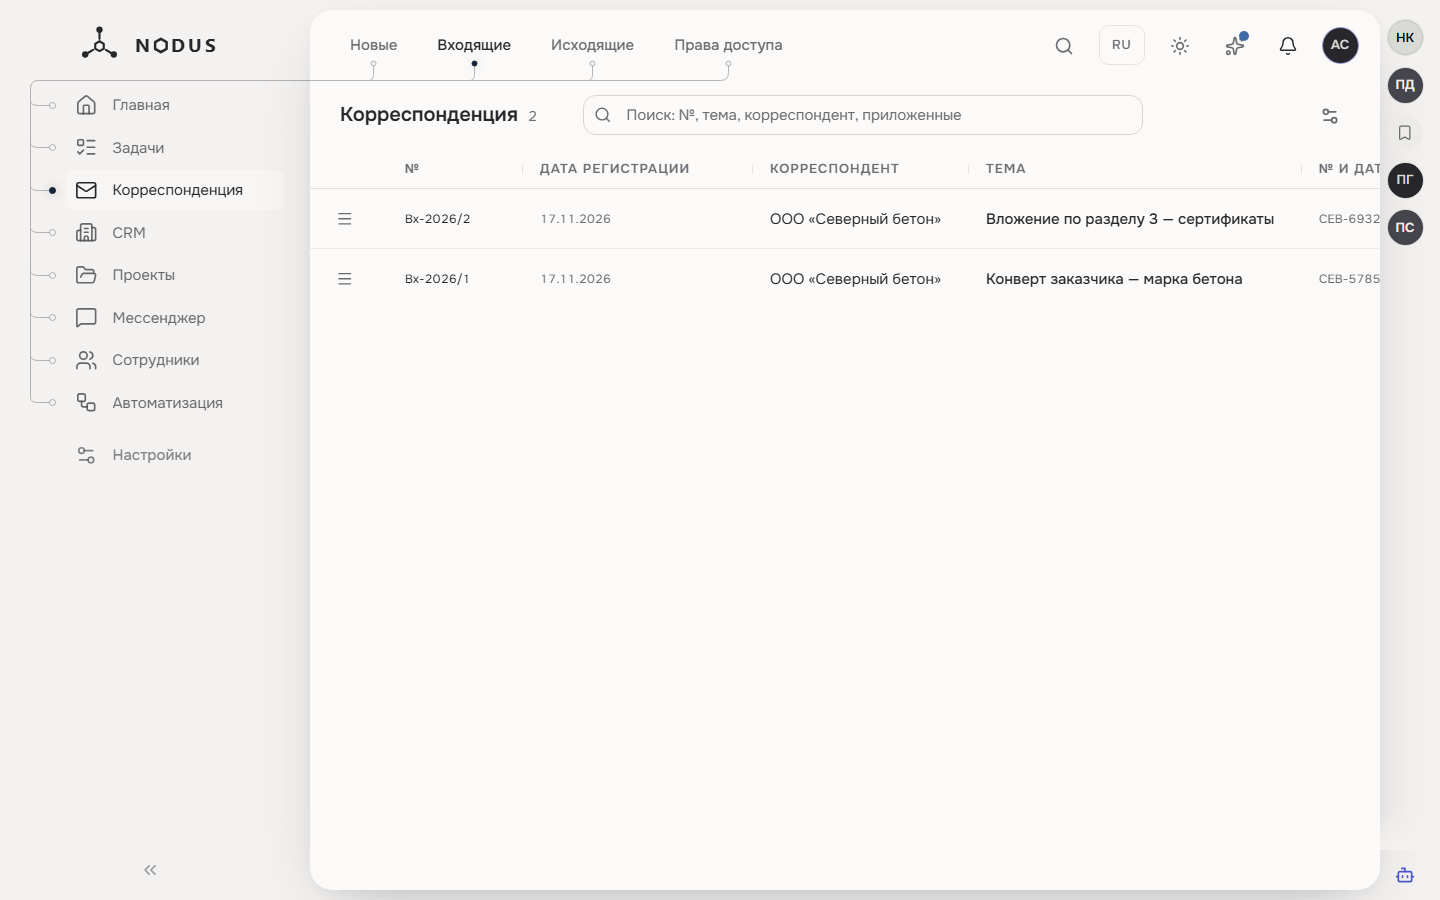 NODUS
Новые
Входящие
Исходящие
Права доступа
RU
АС
НК
ПД
ПГ
ПС
Главная
Задачи
Корреспонденция
CRM
Проекты
Мессенджер
Сотрудники
Автоматизация
Настройки
Корреспонденция 2
Поиск: №, тема, корреспондент, приложенные
№ ДАТА РЕГИСТРАЦИИ КОРРЕСПОНДЕНТ ТЕМА № И ДАТ
Вх-2026/2 17.11.2026 ООО «Северный бетон» Вложение по разделу 3 — сертификаты СЕВ-6932
Вх-2026/1 17.11.2026 ООО «Северный бетон» Конверт заказчика — марка бетона СЕВ-5785